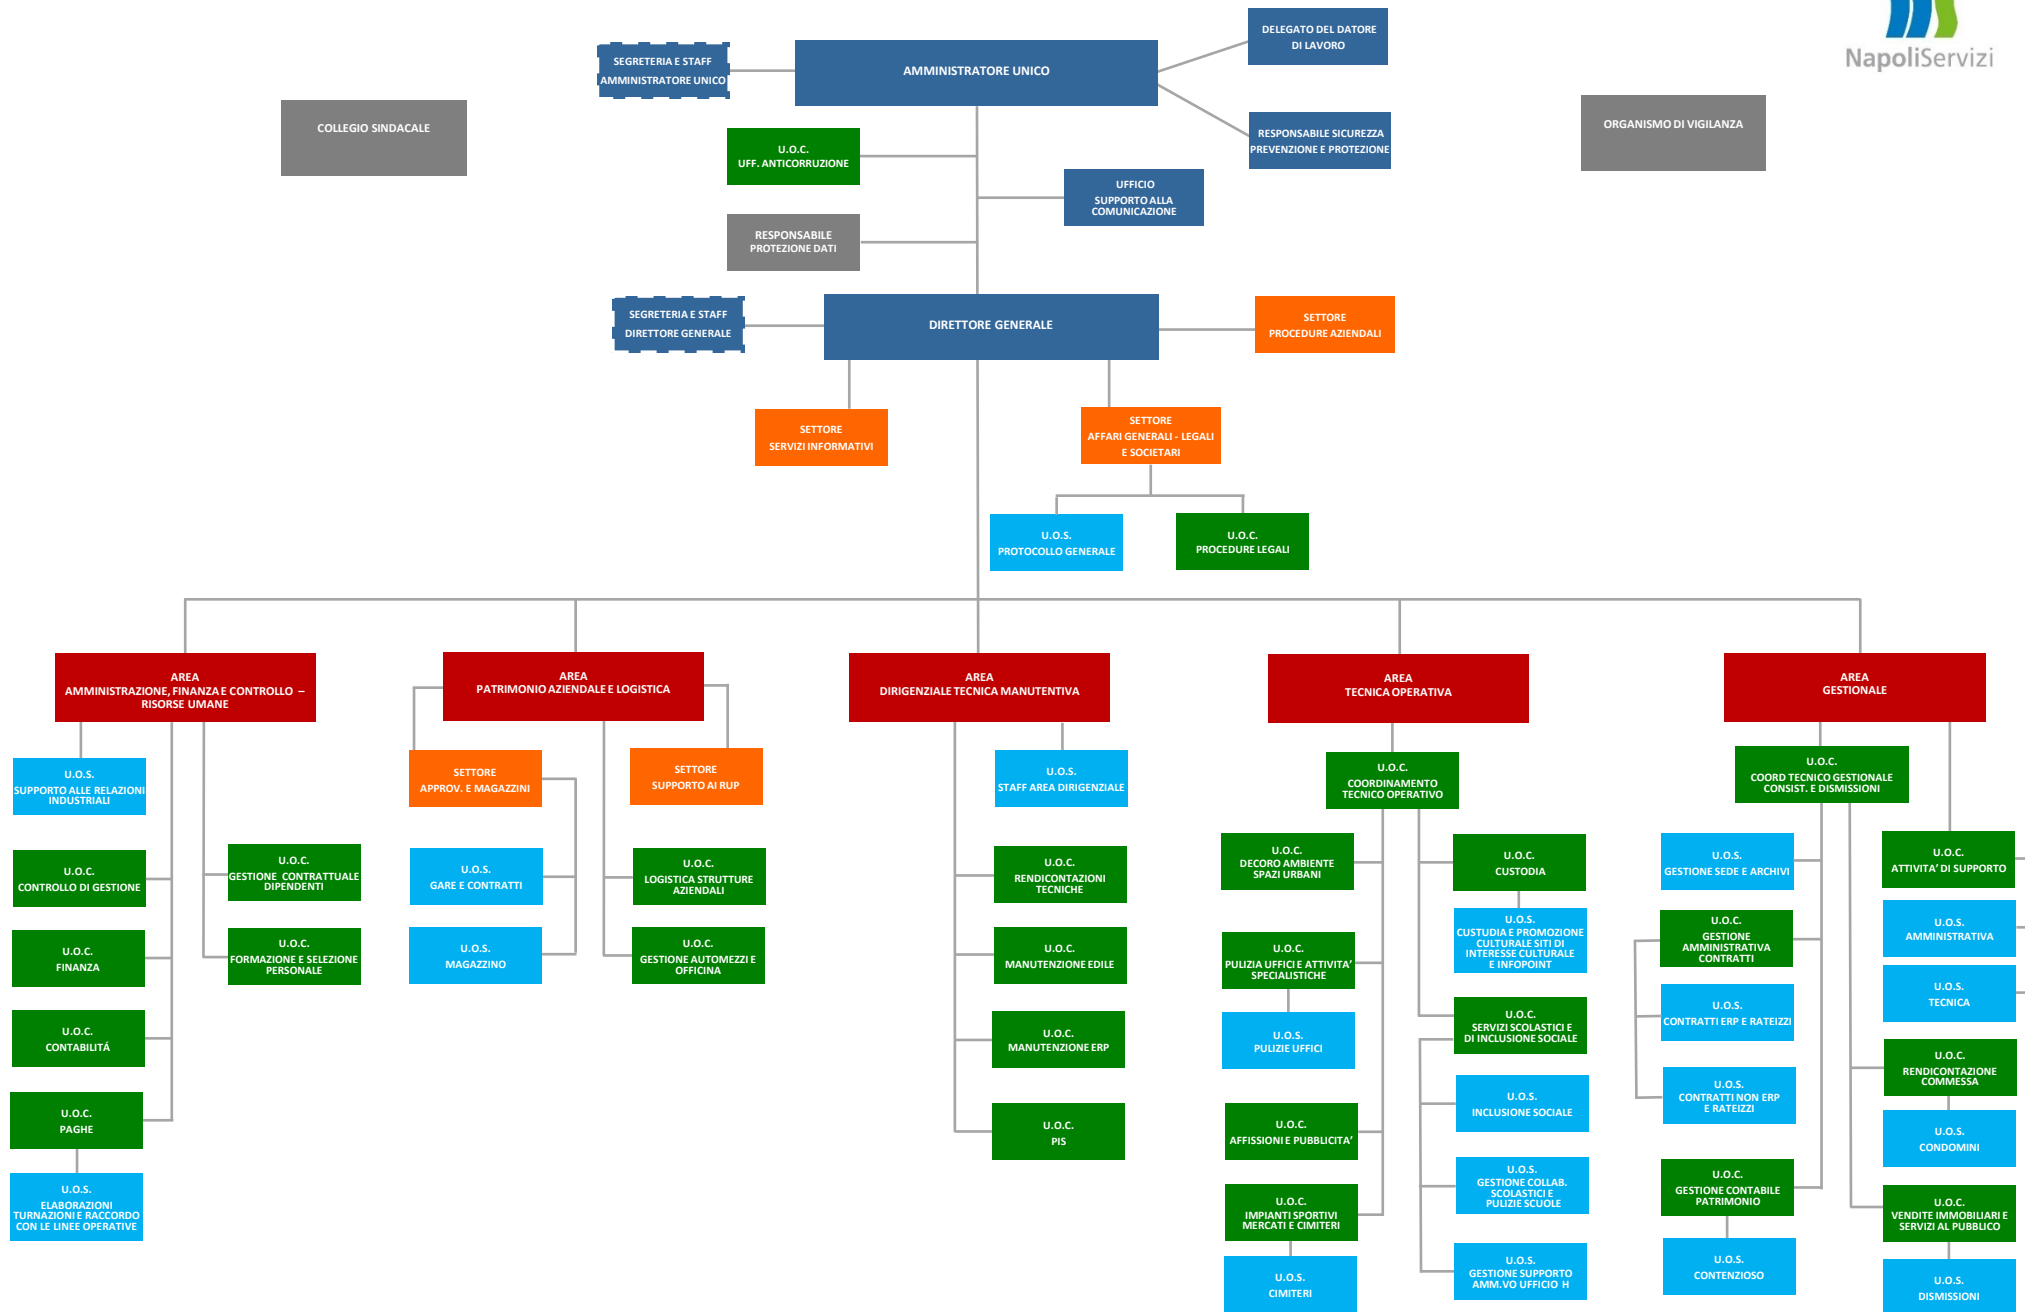 NapoliServizi
SEGRETERIA E STAFF
AMMINISTRATORE UNICO
AMMINISTRATORE UNICO
DELEGATO DEL DATORE
DI LAVORO
COLLEGIO SINDACALE
ORGANISMO DI VIGILANZA
RESPONSABILE SICUREZZA
PREVENZIONE E PROTEZIONE
U.O.C.
UFF. ANTICORRUZIONE
UFFICIO
SUPPORTO ALLA
COMUNICAZIONE
RESPONSABILE
PROTEZIONE DATI
SEGRETERIA E STAFF
DIRETTORE GENERALE
DIRETTORE GENERALE
SETTORE
PROCEDURE AZIENDALI
SETTORE
SERVIZI INFORMATIVI
SETTORE
AFFARI GENERALI - LEGALI
E SOCIETARI
U.O.S.
PROTOCOLLO GENERALE
U.O.C.
PROCEDURE LEGALI
AREA
AMMINISTRAZIONE, FINANZA E CONTROLLO –
RISORSE UMANE
U.O.S.
SUPPORTO ALLE RELAZIONI
INDUSTRIALI
U.O.C.
CONTROLLO DI GESTIONE
U.O.C.
FINANZA
U.O.C.
CONTABILITÁ
U.O.C.
PAGHE
U.O.S.
ELABORAZIONI
TURNAZIONI E RACCORDO
CON LE LINEE OPERATIVE
U.O.C.
GESTIONE CONTRATTUALE
DIPENDENTI
U.O.C.
FORMAZIONE E SELEZIONE
PERSONALE
AREA
PATRIMONIO AZIENDALE E LOGISTICA
SETTORE
APPROV. E MAGAZZINI
U.O.S.
GARE E CONTRATTI
U.O.S.
MAGAZZINO
SETTORE
SUPPORTO AI RUP
U.O.C.
LOGISTICA STRUTTURE
AZIENDALI
U.O.C.
GESTIONE AUTOMEZZI E
OFFICINA
AREA
DIRIGENZIALE TECNICA MANUTENTIVA
U.O.S.
STAFF AREA DIRIGENZIALE
U.O.C.
RENDICONTAZIONI
TECNICHE
U.O.C.
MANUTENZIONE EDILE
U.O.C.
MANUTENZIONE ERP
U.O.C.
PIS
AREA
TECNICA OPERATIVA
U.O.C.
COORDINAMENTO
TECNICO OPERATIVO
U.O.C.
DECORO AMBIENTE
SPAZI URBANI
U.O.C.
PULIZIA UFFICI E ATTIVITA'
SPECIALISTICHE
U.O.S.
PULIZIE UFFICI
U.O.C.
AFFISSIONI E PUBBLICITA'
U.O.C.
IMPIANTI SPORTIVI
MERCATI E CIMITERI
U.O.S.
CIMITERI
U.O.C.
CUSTODIA
U.O.S.
CUSTUDIA E PROMOZIONE
CULTURALE SITI DI
INTERESSE CULTURALE
E INFOPOINT
U.O.C.
SERVIZI SCOLASTICI E
DI INCLUSIONE SOCIALE
U.O.S.
INCLUSIONE SOCIALE
U.O.S.
GESTIONE COLLAB.
SCOLASTICI E
PULIZIE SCUOLE
U.O.S.
GESTIONE SUPPORTO
AMM.VO UFFICIO H
AREA
GESTIONALE
U.O.C.
COORD TECNICO GESTIONALE
CONSIST. E DISMISSIONI
U.O.S.
GESTIONE SEDE E ARCHIVI
U.O.C.
GESTIONE
AMMINISTRATIVA
CONTRATTI
U.O.S.
CONTRATTI ERP E RATEIZZI
U.O.S.
CONTRATTI NON ERP
E RATEIZZI
U.O.C.
GESTIONE CONTABILE
PATRIMONIO
U.O.S.
CONTENZIOSO
U.O.C.
ATTIVITA' DI SUPPORTO
U.O.S.
AMMINISTRATIVA
U.O.S.
TECNICA
U.O.C.
RENDICONTAZIONE
COMMESSA
U.O.S.
CONDOMINI
U.O.C.
VENDITE IMMOBILIARI E
SERVIZI AL PUBBLICO
U.O.S.
DISMISSIONI